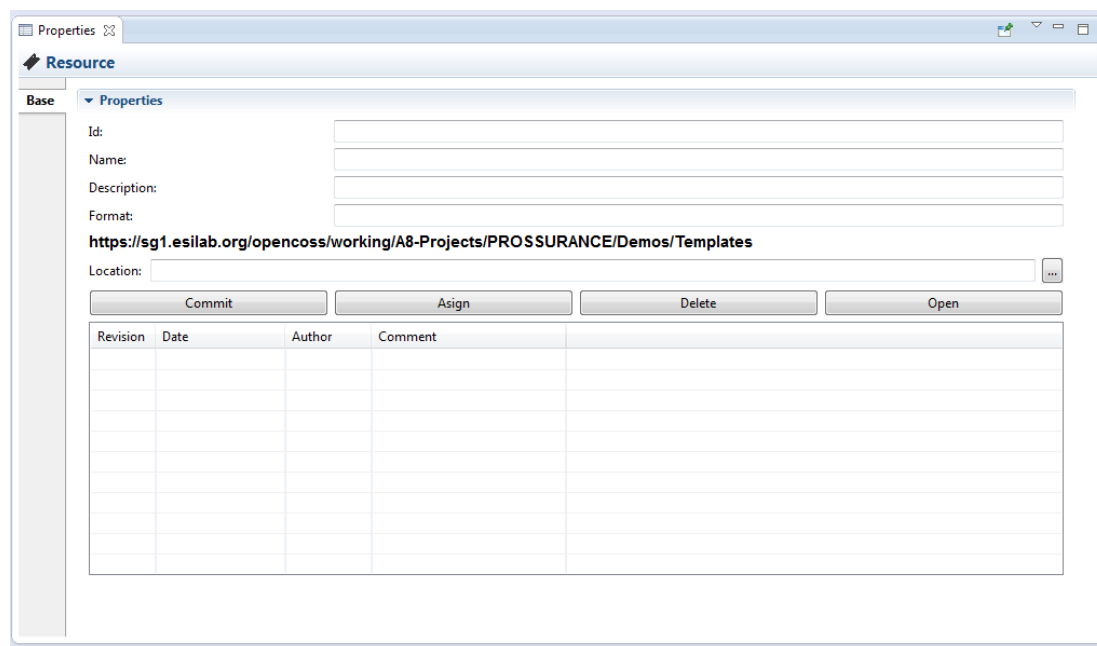 Properties
Resource
Base
Properties
Id:
Name:
Description:
Format:
https://sg1.esilab.org/opencoss/working/A8-Projects/PROSSURANCE/Demos/Templates
Location: ...
Commit Asign Delete Open
Revision Date Author Comment